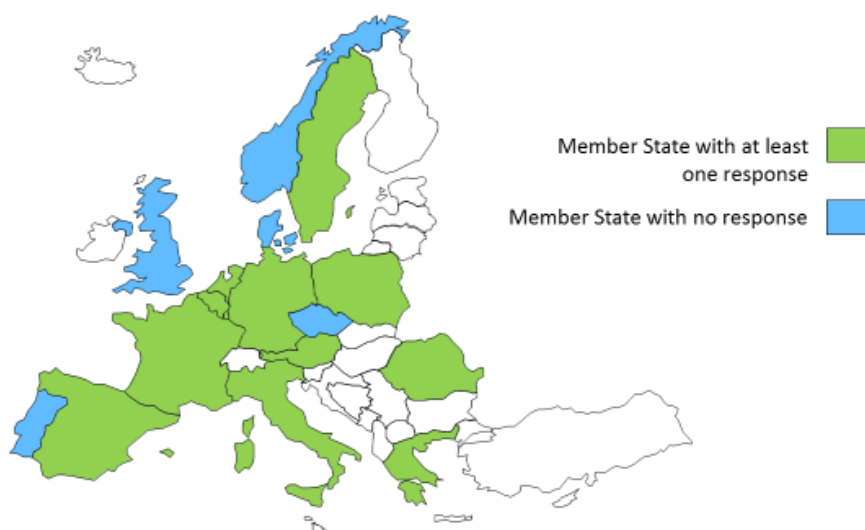 Member State with at least
one response
Member State with no response